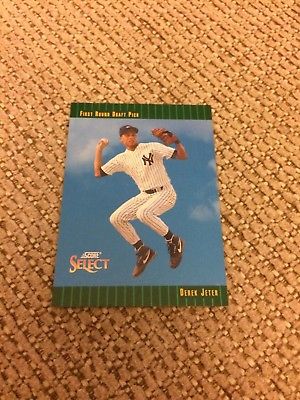 First Round Draft Pick
NY
SCORE
SELECT
Derek Jeter